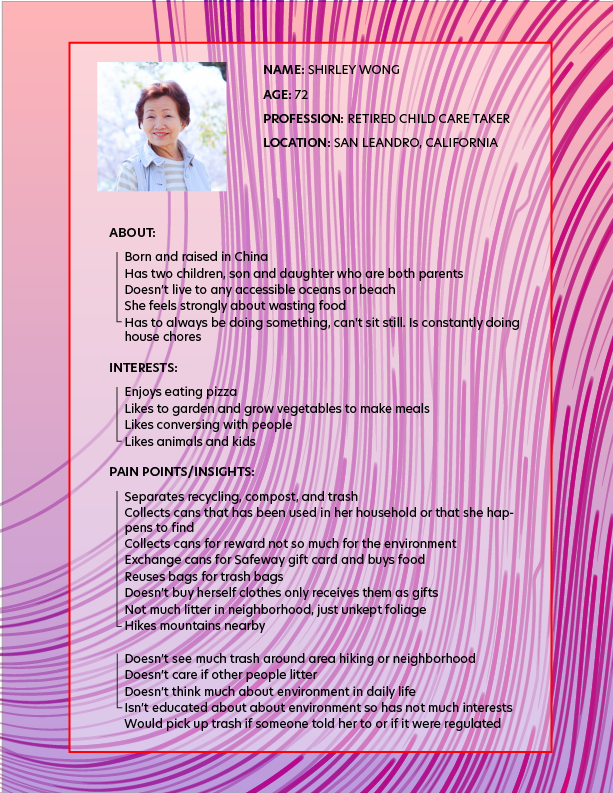 NAME: SHIRLEY WONG
AGE: 72
PROFESSION: RETIRED CHILD CARE TAKER
LOCATION: SAN LEANDRO, CALIFORNIA
ABOUT:
Born and raised in China
Has two children, son and daughter who are both parents
Doesn't live to any accessible oceans or beach
She feels strongly about wasting food
Has to always be doing something, can't sit still. Is constantly doing
house chores
INTERESTS:
Enjoys eating pizza
Likes to garden and grow vegetables to make meals
Likes conversing with people
Likes animals and kids
PAIN POINTS/INSIGHTS:
Separates recycling, compost, and trash
Collects cans that has been used in her household or that she hap-
pens to find
Collects cans for reward not so much for the environment
Exchange cans for Safeway gift card and buys food
Reuses bags for trash bags
Doesn't buy herself clothes only receives them as gifts
Not much litter in neighborhood, just unkept foliage
Hikes mountains nearby
Doesn't see much trash around area hiking or neighborhood
Doesn't care if other people litter
Doesn't think much about environment in daily life
Isn't educated about about environment so has not much interests
Would pick up trash if someone told her to or if it were regulated